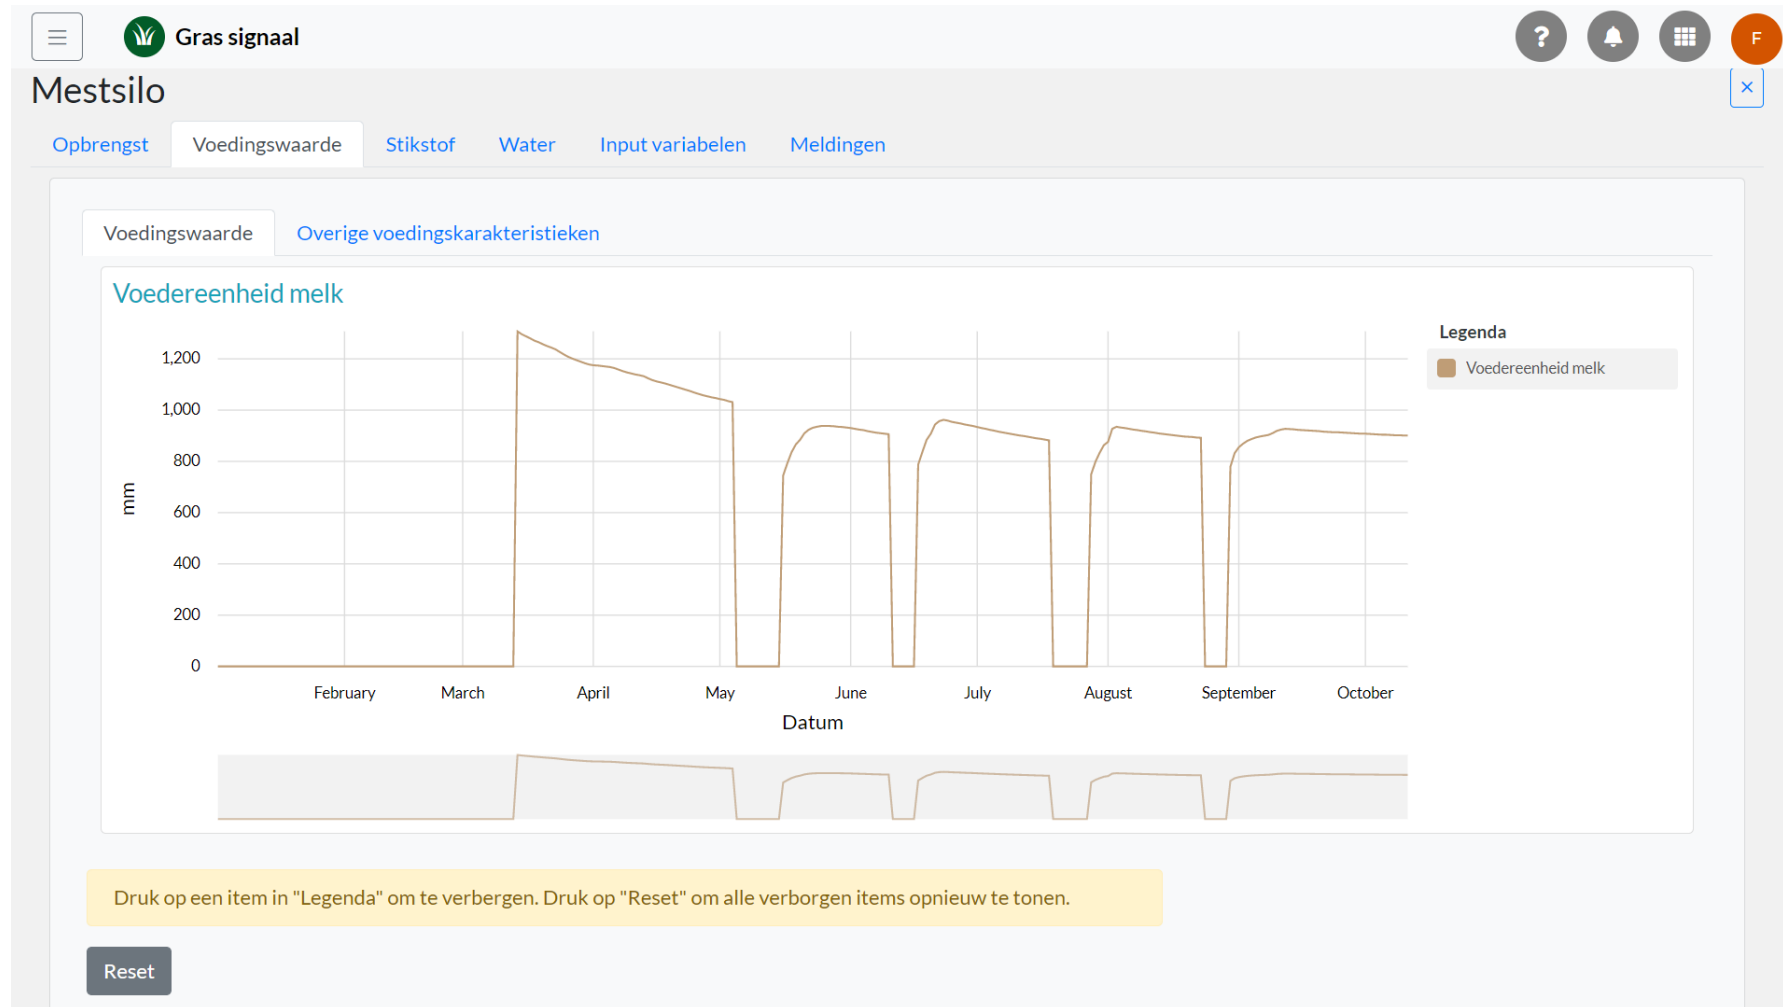 Gras signaal
?
F
Mestsilo
×
Opbrengst Voedingswaarde Stikstof Water Input variabelen Meldingen
Voedingswaarde Overige voedingskarakteristieken
Voedereenheid melk
Legenda
Voedereenheid melk
1,200
1,000
800
600
400
200
0
mm
February March April May June July August September October
Datum
Druk op een item in "Legenda" om te verbergen. Druk op "Reset" om alle verborgen items opnieuw te tonen.
Reset